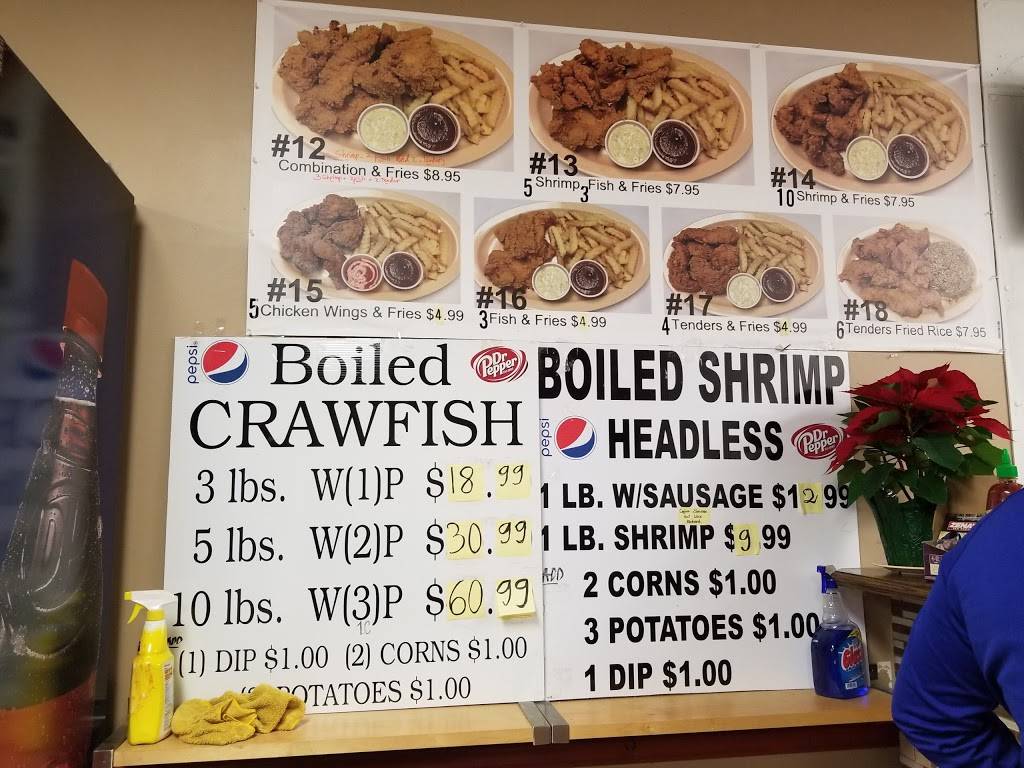 #12
Combination & Fries $8.95
#13
5 Shrimp, 3 Fish & Fries $7.95
#14
10 Shrimp & Fries $7.95
#15
5 Chicken Wings & Fries $4.99
#16
3 Fish & Fries $4.99
#17
4 Tenders & Fries $4.99
#18
6 Tenders Fried Rice $7.95
pepsi
Boiled
Dr Pepper
CRAWFISH
3 lbs. W(1)P $18.99
5 lbs. W(2)P $30.99
10 lbs. W(3)P $60.99
1C
ADD
(1) DIP $1.00 (2) CORNS $1.00
POTATOES $1.00
BOILED SHRIMP
pepsi
HEADLESS
Dr Pepper
1 LB. W/SAUSAGE $12.99
1 LB. SHRIMP $9.99
ADD
2 CORNS $1.00
3 POTATOES $1.00
1 DIP $1.00